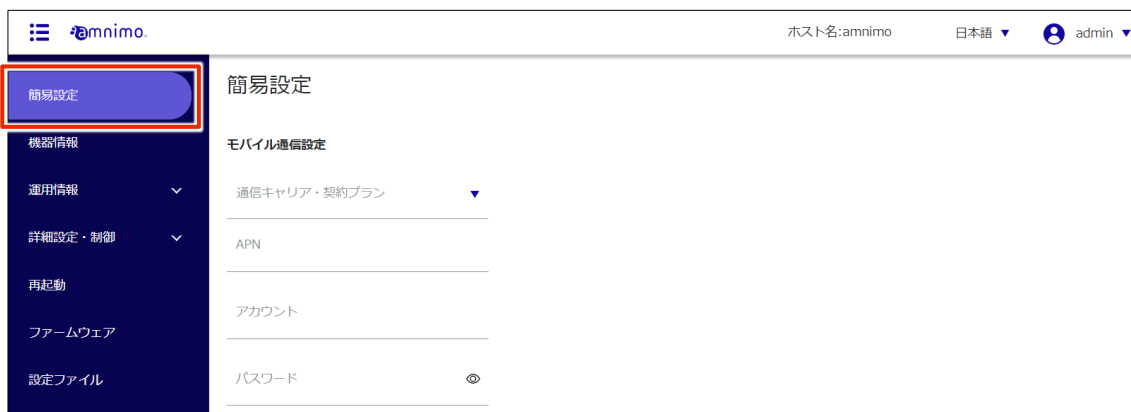 amnimo
ホスト名:amnimo
日本語 ▼
admin ▼
簡易設定
機器情報
運用情報
詳細設定・制御
再起動
ファームウェア
設定ファイル
簡易設定
モバイル通信設定
通信キャリア・契約プラン ▼
APN
アカウント
パスワード